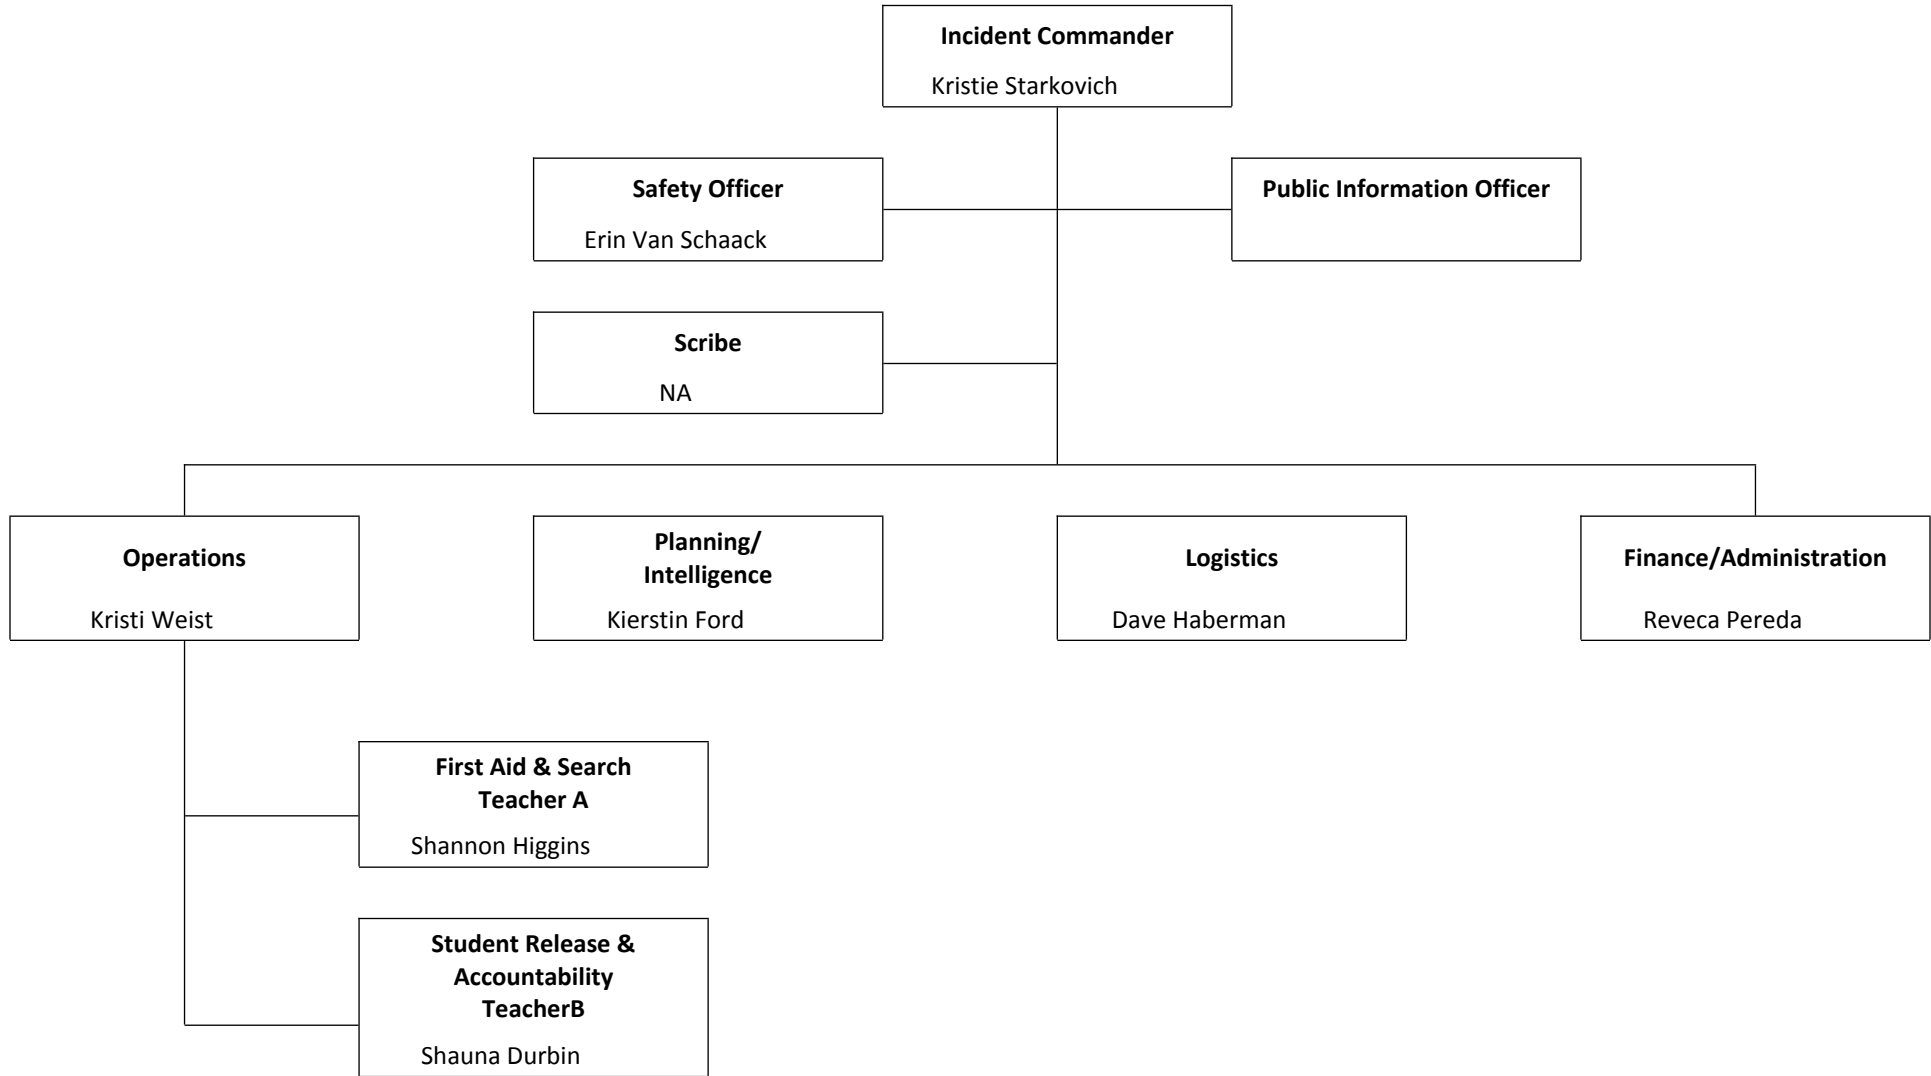 Incident Commander
Kristie Starkovich
Safety Officer
Erin Van Schaack
Public Information Officer
Scribe
NA
Operations
Kristi Weist
Planning/
Intelligence
Kierstin Ford
Logistics
Dave Haberman
Finance/Administration
Reveca Pereda
First Aid & Search
Teacher A
Shannon Higgins
Student Release &
Accountability
TeacherB
Shauna Durbin